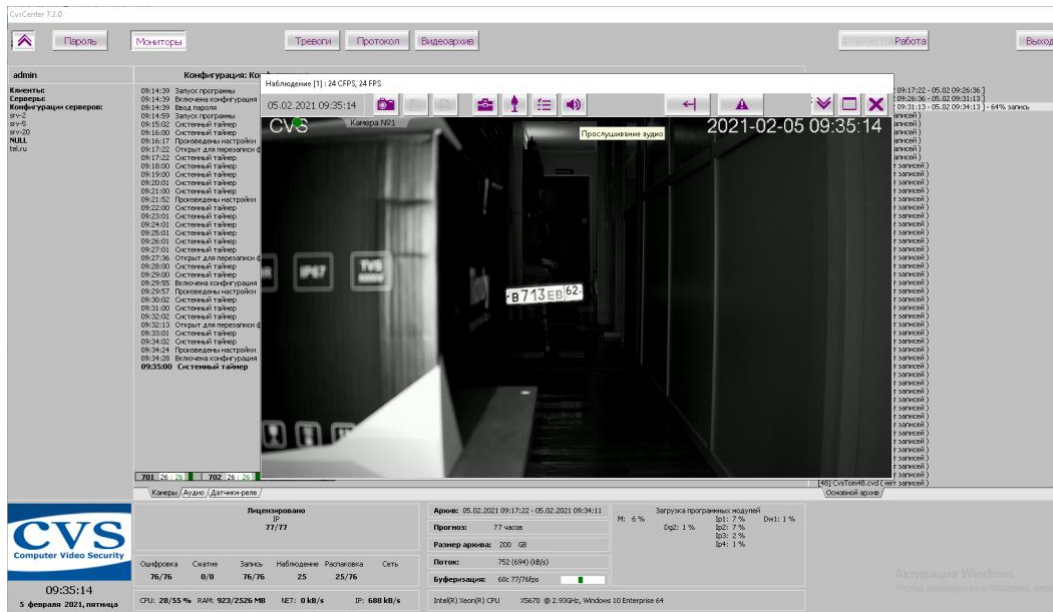 CvsCenter 7.2.0
Пароль
Мониторы
Тревоги
Протокол
Видеоархив
Работа
Выход
admin
Клиенты:
Серверы:
Конфигурации серверов:
srv-2
srv-5
srv-20
NULL
tel.ru
Конфигурация:
09:14:39 Запуск программы
09:14:39 Включена конфигурация
09:14:39 Ввод пароля
09:14:59 Запуск программы
09:15:02 Системный таймер
09:16:00 Системный таймер
09:16:17 Произведены настройки
09:17:22 Открыт для перезаписи
09:17:22 Системный таймер
09:18:00 Системный таймер
09:19:00 Системный таймер
09:20:01 Системный таймер
09:21:00 Системный таймер
09:21:52 Произведены настройки
09:22:00 Системный таймер
09:23:01 Системный таймер
09:24:01 Системный таймер
09:25:01 Системный таймер
09:26:01 Системный таймер
09:27:01 Системный таймер
09:27:36 Открыт для перезаписи
09:28:00 Системный таймер
09:29:00 Системный таймер
09:29:55 Включена конфигурация
09:29:57 Произведены настройки
09:30:02 Системный таймер
09:31:00 Системный таймер
09:32:02 Системный таймер
09:32:13 Открыт для перезаписи
09:33:01 Системный таймер
09:34:02 Системный таймер
09:34:24 Произведены настройки
09:34:28 Включена конфигурация
09:35:00 Системный таймер
Наблюдение [1] : 24 CFPS, 24 FPS
05.02.2021 09:35:14
CVS
Камера №1
Прослушивание аудио
2021-02-05 09:35:14
IP67
TVS
В713ЕВ 62
09:17:22 - 05.02 09:26:36 ]
09:26:36 - 05.02 09:31:13 ]
09:31:13 - 05.02 09:34:13 ] - 64% запись
701 26:26 702 26:26
Камеры Аудио Датчики-реле
[48] CvsTom48.cvd ( нет записей )
Основной архив
CVS
Computer Video Security
09:35:14
5 февраля 2021, пятница
Лицензировано
IP
77/77
Оцифровка Сжатие Запись Наблюдение Распаковка Сеть
76/76 0/0 76/76 25 25/76
CPU: 28/55 % RAM: 923/2526 MB NET: 0 kB/s IP: 688 kB/s
Архив: 05.02.2021 09:17:22 - 05.02.2021 09:34:11
Прогноз: 77 часов
Размер архива: 200 GB
Поток: 752 (694) (kB/s)
Буферизация: 60с 77/76fps
Intel(R) Xeon(R) CPU X5670 @ 2.93GHz, Windows 10 Enterprise 64
Загрузка программных модулей
M: 6 % Ip1: 7 % Dw1: 1 %
Dg2: 1 % Ip2: 7 %
Ip3: 2 %
Ip4: 1 %
Активация Windows